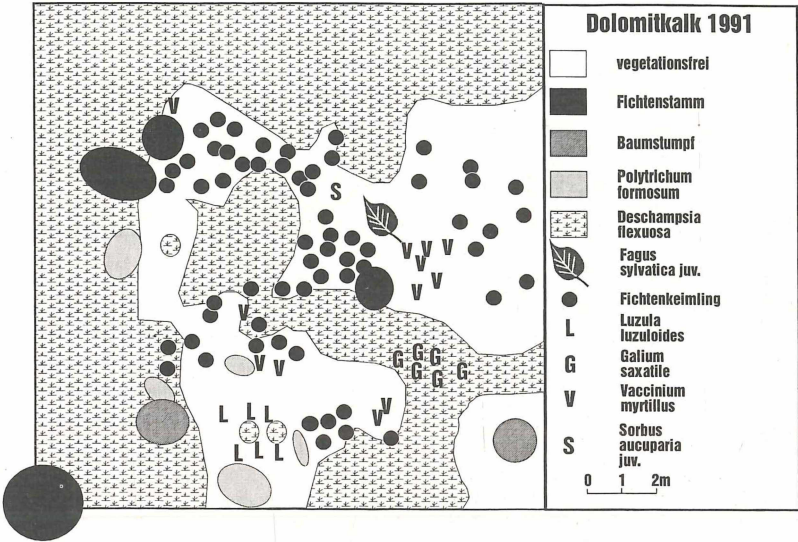 V
S
V V V
V
V
V
V
G G G
G G G
V V
V
V
L L L
L L L
Dolomitkalk 1991
vegetationsfrei
Fichtenstamm
Baumstumpf
Polytrichum
formosum
Deschampsia
flexuosa
Fagus
sylvatica juv.
Fichtenkeimling
L Luzula
luzuloides
G Galium
saxatile
V Vaccinium
myrtillus
S Sorbus
aucuparia
juv.
0 1 2m